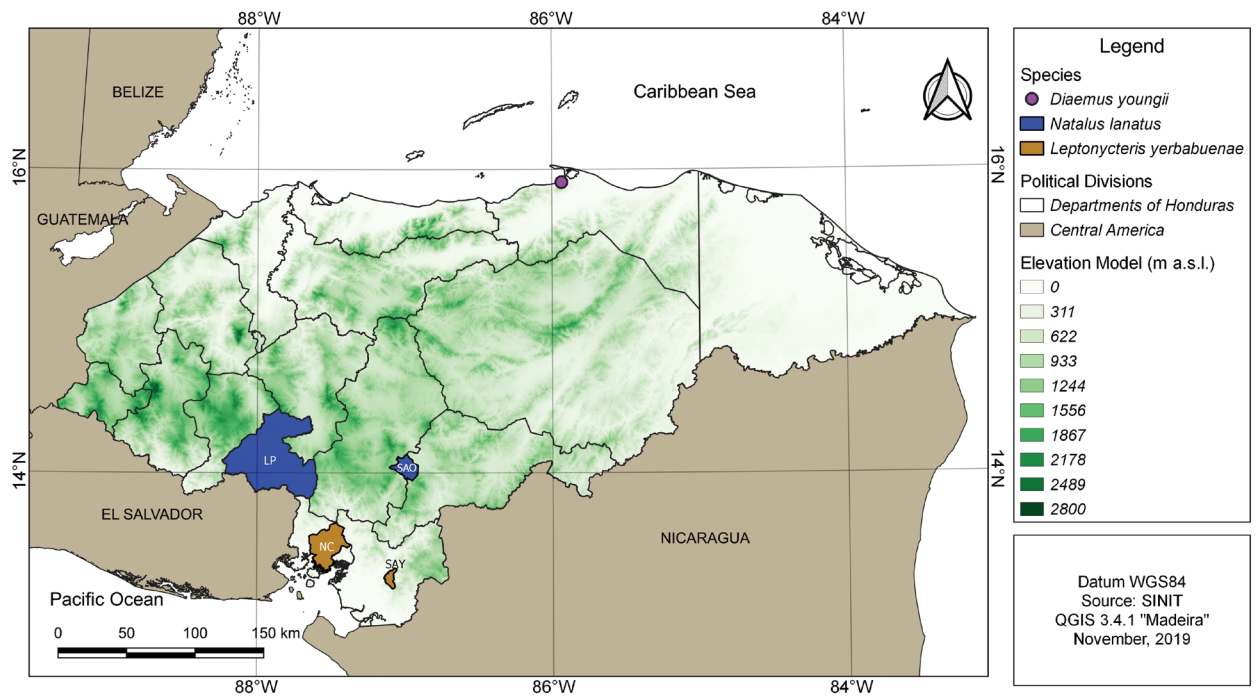 88°W
86°W
84°W
BELIZE
Caribbean Sea
16°N
16°N
GUATEMALA
14°N
14°N
LP
SAO
EL SALVADOR
NC
SAY
NICARAGUA
Pacific Ocean
0 50 100 150 km
88°W
86°W
84°W
Legend
Species
Diaemus youngii
Natalus lanatus
Leptonycteris yerbabuenae
Political Divisions
Departments of Honduras
Central America
Elevation Model (m a.s.l.)
0
311
622
933
1244
1556
1867
2178
2489
2800
Datum WGS84
Source: SINIT
QGIS 3.4.1 "Madeira"
November, 2019